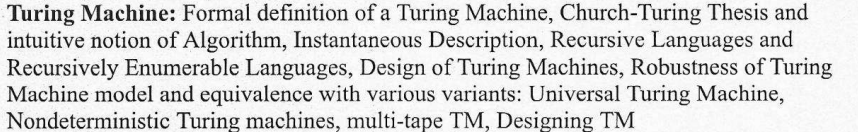 Turing Machine: Formal definition of a Turing Machine, Church-Turing Thesis and
intuitive notion of Algorithm, Instantaneous Description, Recursive Languages and
Recursively Enumerable Languages, Design of Turing Machines, Robustness of Turing
Machine model and equivalence with various variants: Universal Turing Machine,
Nondeterministic Turing machines, multi-tape TM, Designing TM